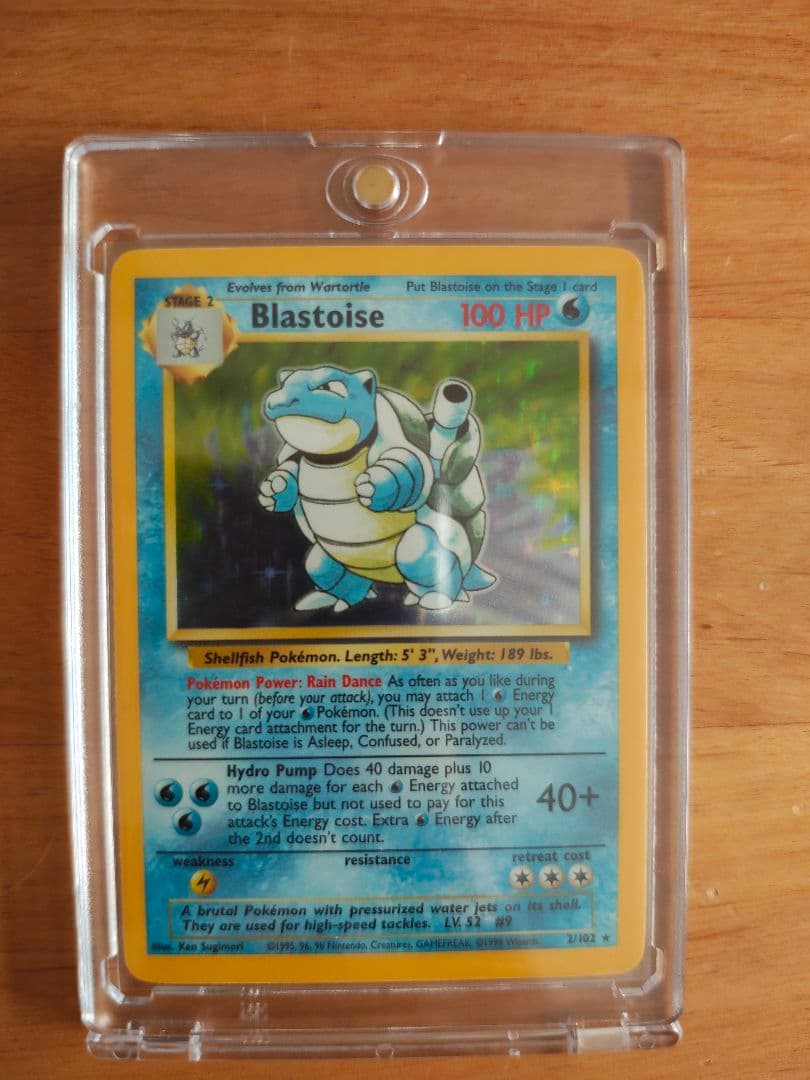 Evolves from Wartortle Put Blastoise on the Stage 1 card
STAGE 2
Blastoise 100 HP
Shellfish Pokémon. Length: 5' 3", Weight: 189 lbs.
Pokémon Power: Rain Dance As often as you like during
your turn (before your attack), you may attach 1 Energy
card to 1 of your Pokémon. (This doesn't use up your 1
Energy card attachment for the turn.) This power can't be
used if Blastoise is Asleep, Confused, or Paralyzed.
Hydro Pump Does 40 damage plus 10
more damage for each Energy attached
to Blastoise but not used to pay for this
attack's Energy cost. Extra Energy after
the 2nd doesn't count.
40+
weakness resistance retreat cost
A brutal Pokémon with pressurized water jets on its shell.
They are used for high-speed tackles. LV. 52 #9
Illus. Ken Sugimori ©1995, 96, 98 Nintendo, Creatures, GAMEFREAK. ©1999 Wizards. 2/102 ★